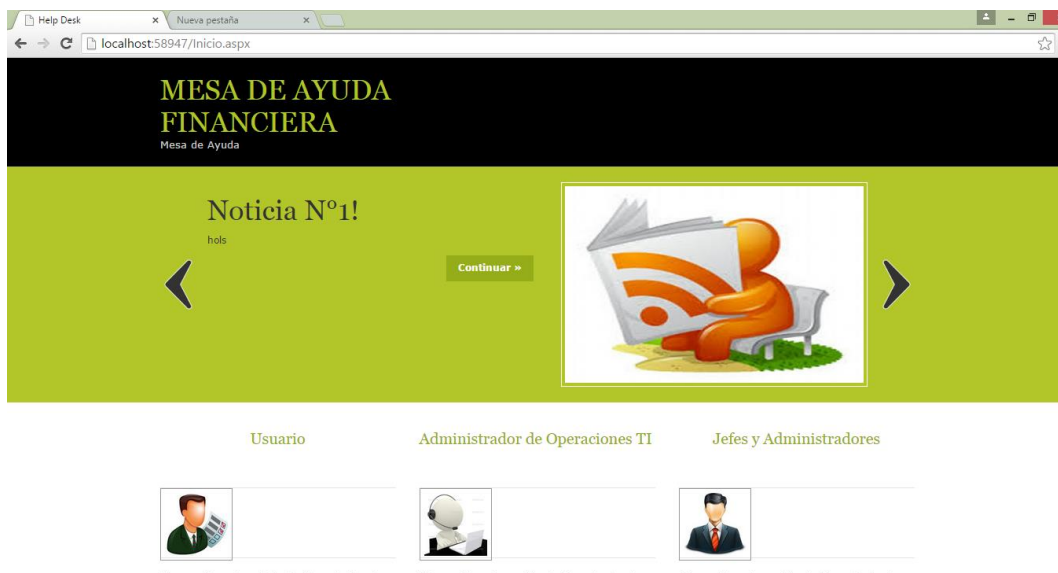 Help Desk
Nueva pestaña
localhost:58947/Inicio.aspx
MESA DE AYUDA
FINANCIERA
Mesa de Ayuda
Noticia N°1!
hols
Continuar »
Usuario
Administrador de Operaciones TI
Jefes y Administradores